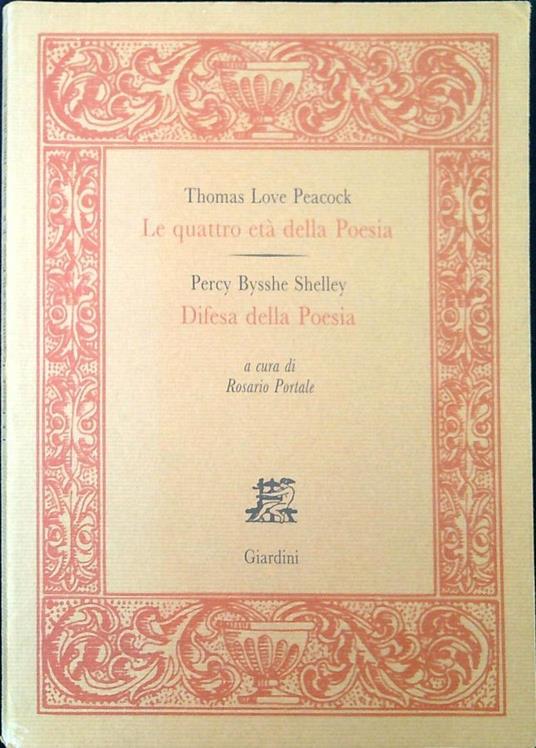 Thomas Love Peacock
Le quattro età della Poesia
Percy Bysshe Shelley
Difesa della Poesia
a cura di
Rosario Portale
Giardini